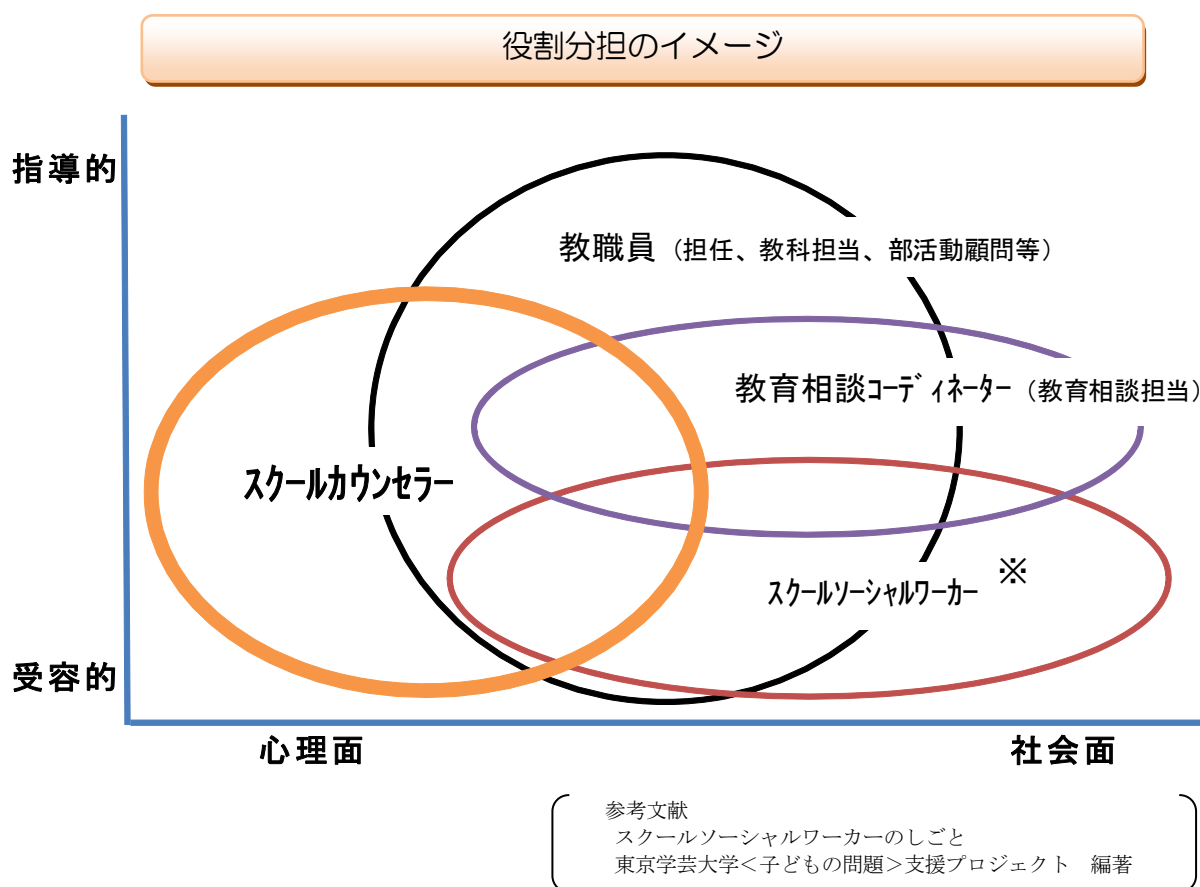 役割分担のイメージ
指導的
教職員（担任、教科担当、部活動顧問等）
教育相談ｺｰﾃﾞｨﾈｰﾀｰ（教育相談担当）
ｽｸｰﾙｶｳﾝｾﾗｰ
ｽｸｰﾙｿｰｼｬﾙﾜｰｶｰ ※
受容的
心理面 社会面
参考文献
スクールソーシャルワーカーのしごと
東京学芸大学＜子どもの問題＞支援プロジェクト　編著